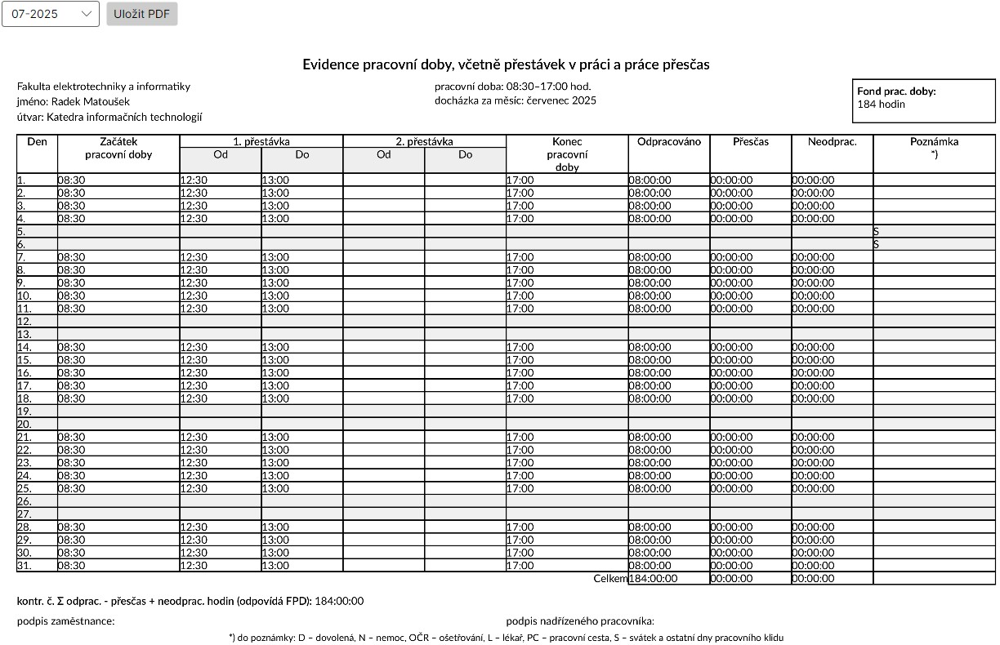 07-2025 Uložit PDF
Evidence pracovní doby, včetně přestávek v práci a práce přesčas
Fakulta elektrotechniky a informatiky pracovní doba: 08:30–17:00 hod. Fond prac. doby:
jméno: Radek Matoušek docházka za měsíc: červenec 2025 184 hodin
útvar: Katedra informačních technologií
Den Začátek 1. přestávka 2. přestávka Konec Odpracováno Přesčas Neodprac. Poznámka
pracovní doby Od Do Od Do pracovní *)
doby
1. 08:30 12:30 13:00 17:00 08:00:00 00:00:00 00:00:00
2. 08:30 12:30 13:00 17:00 08:00:00 00:00:00 00:00:00
3. 08:30 12:30 13:00 17:00 08:00:00 00:00:00 00:00:00
4. 08:30 12:30 13:00 17:00 08:00:00 00:00:00 00:00:00
5. S
6. S
7. 08:30 12:30 13:00 17:00 08:00:00 00:00:00 00:00:00
8. 08:30 12:30 13:00 17:00 08:00:00 00:00:00 00:00:00
9. 08:30 12:30 13:00 17:00 08:00:00 00:00:00 00:00:00
10. 08:30 12:30 13:00 17:00 08:00:00 00:00:00 00:00:00
11. 08:30 12:30 13:00 17:00 08:00:00 00:00:00 00:00:00
12.
13.
14. 08:30 12:30 13:00 17:00 08:00:00 00:00:00 00:00:00
15. 08:30 12:30 13:00 17:00 08:00:00 00:00:00 00:00:00
16. 08:30 12:30 13:00 17:00 08:00:00 00:00:00 00:00:00
17. 08:30 12:30 13:00 17:00 08:00:00 00:00:00 00:00:00
18. 08:30 12:30 13:00 17:00 08:00:00 00:00:00 00:00:00
19.
20.
21. 08:30 12:30 13:00 17:00 08:00:00 00:00:00 00:00:00
22. 08:30 12:30 13:00 17:00 08:00:00 00:00:00 00:00:00
23. 08:30 12:30 13:00 17:00 08:00:00 00:00:00 00:00:00
24. 08:30 12:30 13:00 17:00 08:00:00 00:00:00 00:00:00
25. 08:30 12:30 13:00 17:00 08:00:00 00:00:00 00:00:00
26.
27.
28. 08:30 12:30 13:00 17:00 08:00:00 00:00:00 00:00:00
29. 08:30 12:30 13:00 17:00 08:00:00 00:00:00 00:00:00
30. 08:30 12:30 13:00 17:00 08:00:00 00:00:00 00:00:00
31. 08:30 12:30 13:00 17:00 08:00:00 00:00:00 00:00:00
Celkem 184:00:00 00:00:00 00:00:00
kontr. č. Σ odprac. - přesčas + neodprac. hodin (odpovídá FPD): 184:00:00
podpis zaměstnance: podpis nadřízeného pracovníka:
*) do poznámky: D – dovolená, N – nemoc, OČR – ošetřování, L – lékař, PC – pracovní cesta, S – svátek a ostatní dny pracovního klidu